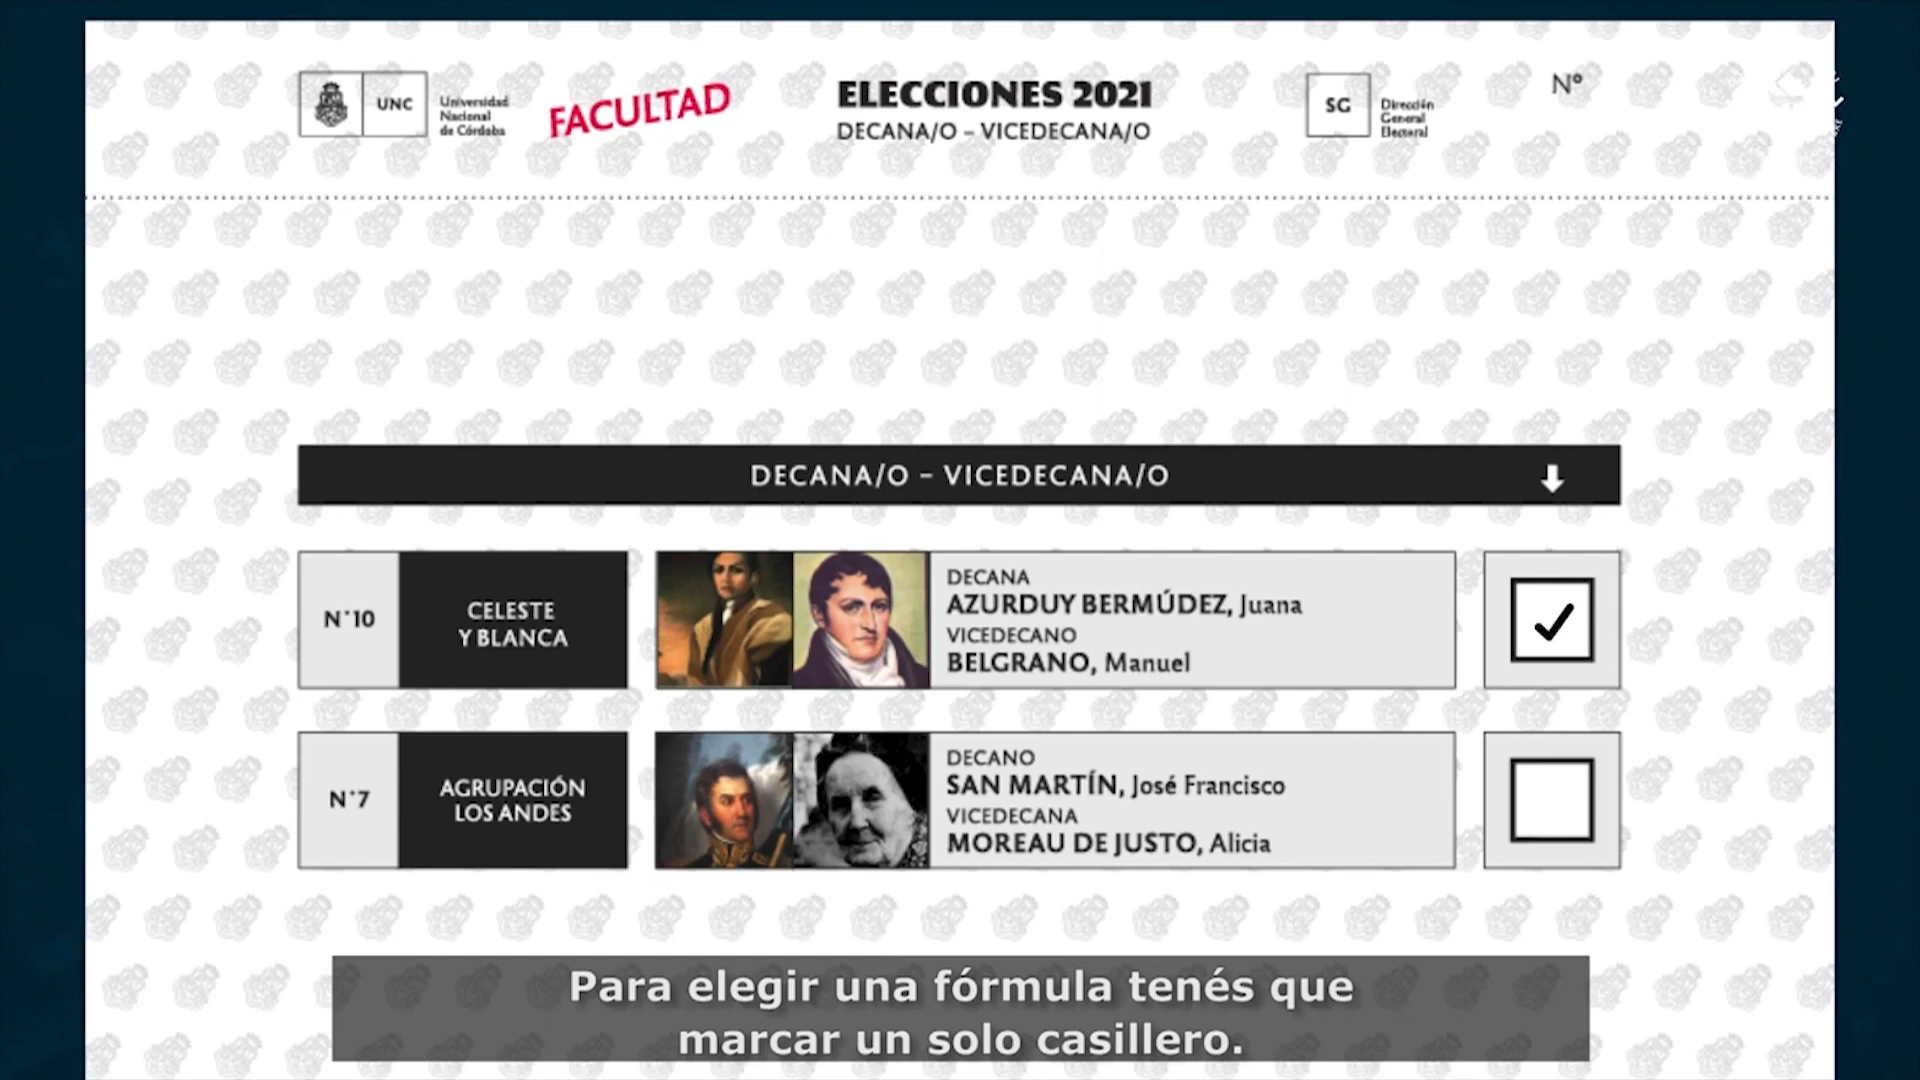 UNC
Universidad
Nacional
de Córdoba
FACULTAD
ELECCIONES 2021
DECANA/O – VICEDECANA/O
SG
Dirección
General
Electoral
Nº
DECANA/O – VICEDECANA/O
N°10
CELESTE
Y BLANCA
DECANA
AZURDUY BERMÚDEZ, Juana
VICEDECANO
BELGRANO, Manuel
N°7
AGRUPACIÓN
LOS ANDES
DECANO
SAN MARTÍN, José Francisco
VICEDECANA
MOREAU DE JUSTO, Alicia
Para elegir una fórmula tenés que
marcar un solo casillero.